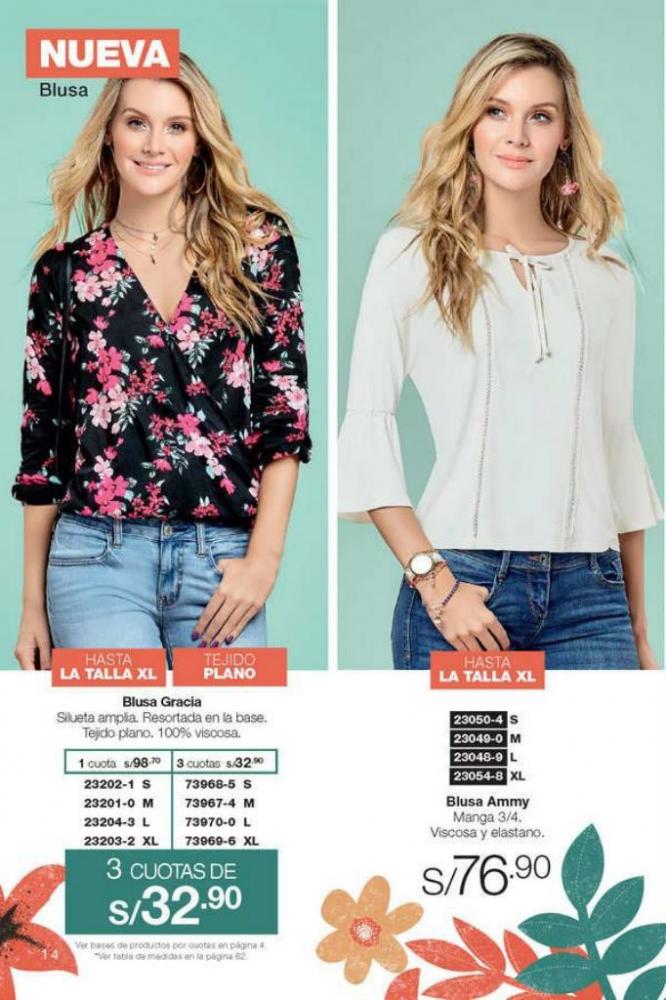 NUEVA
Blusa
HASTA
LA TALLA XL
TEJIDO
PLANO
Blusa Gracia
Silueta amplia. Resortada en la base.
Tejido plano. 100% viscosa.
1 cuota S/98.70 3 cuotas S/32.90
23202-1 S 73968-5 S
23201-0 M 73967-4 M
23204-3 L 73970-0 L
23203-2 XL 73969-6 XL
3 CUOTAS DE
S/32.90
Ver bases de productos por cuotas en página 4.
*Ver tabla de medidas en la página 62.
14
HASTA
LA TALLA XL
23050-4 S
23049-0 M
23048-9 L
23054-8 XL
Blusa Ammy
Manga 3/4.
Viscosa y elastano.
S/76.90